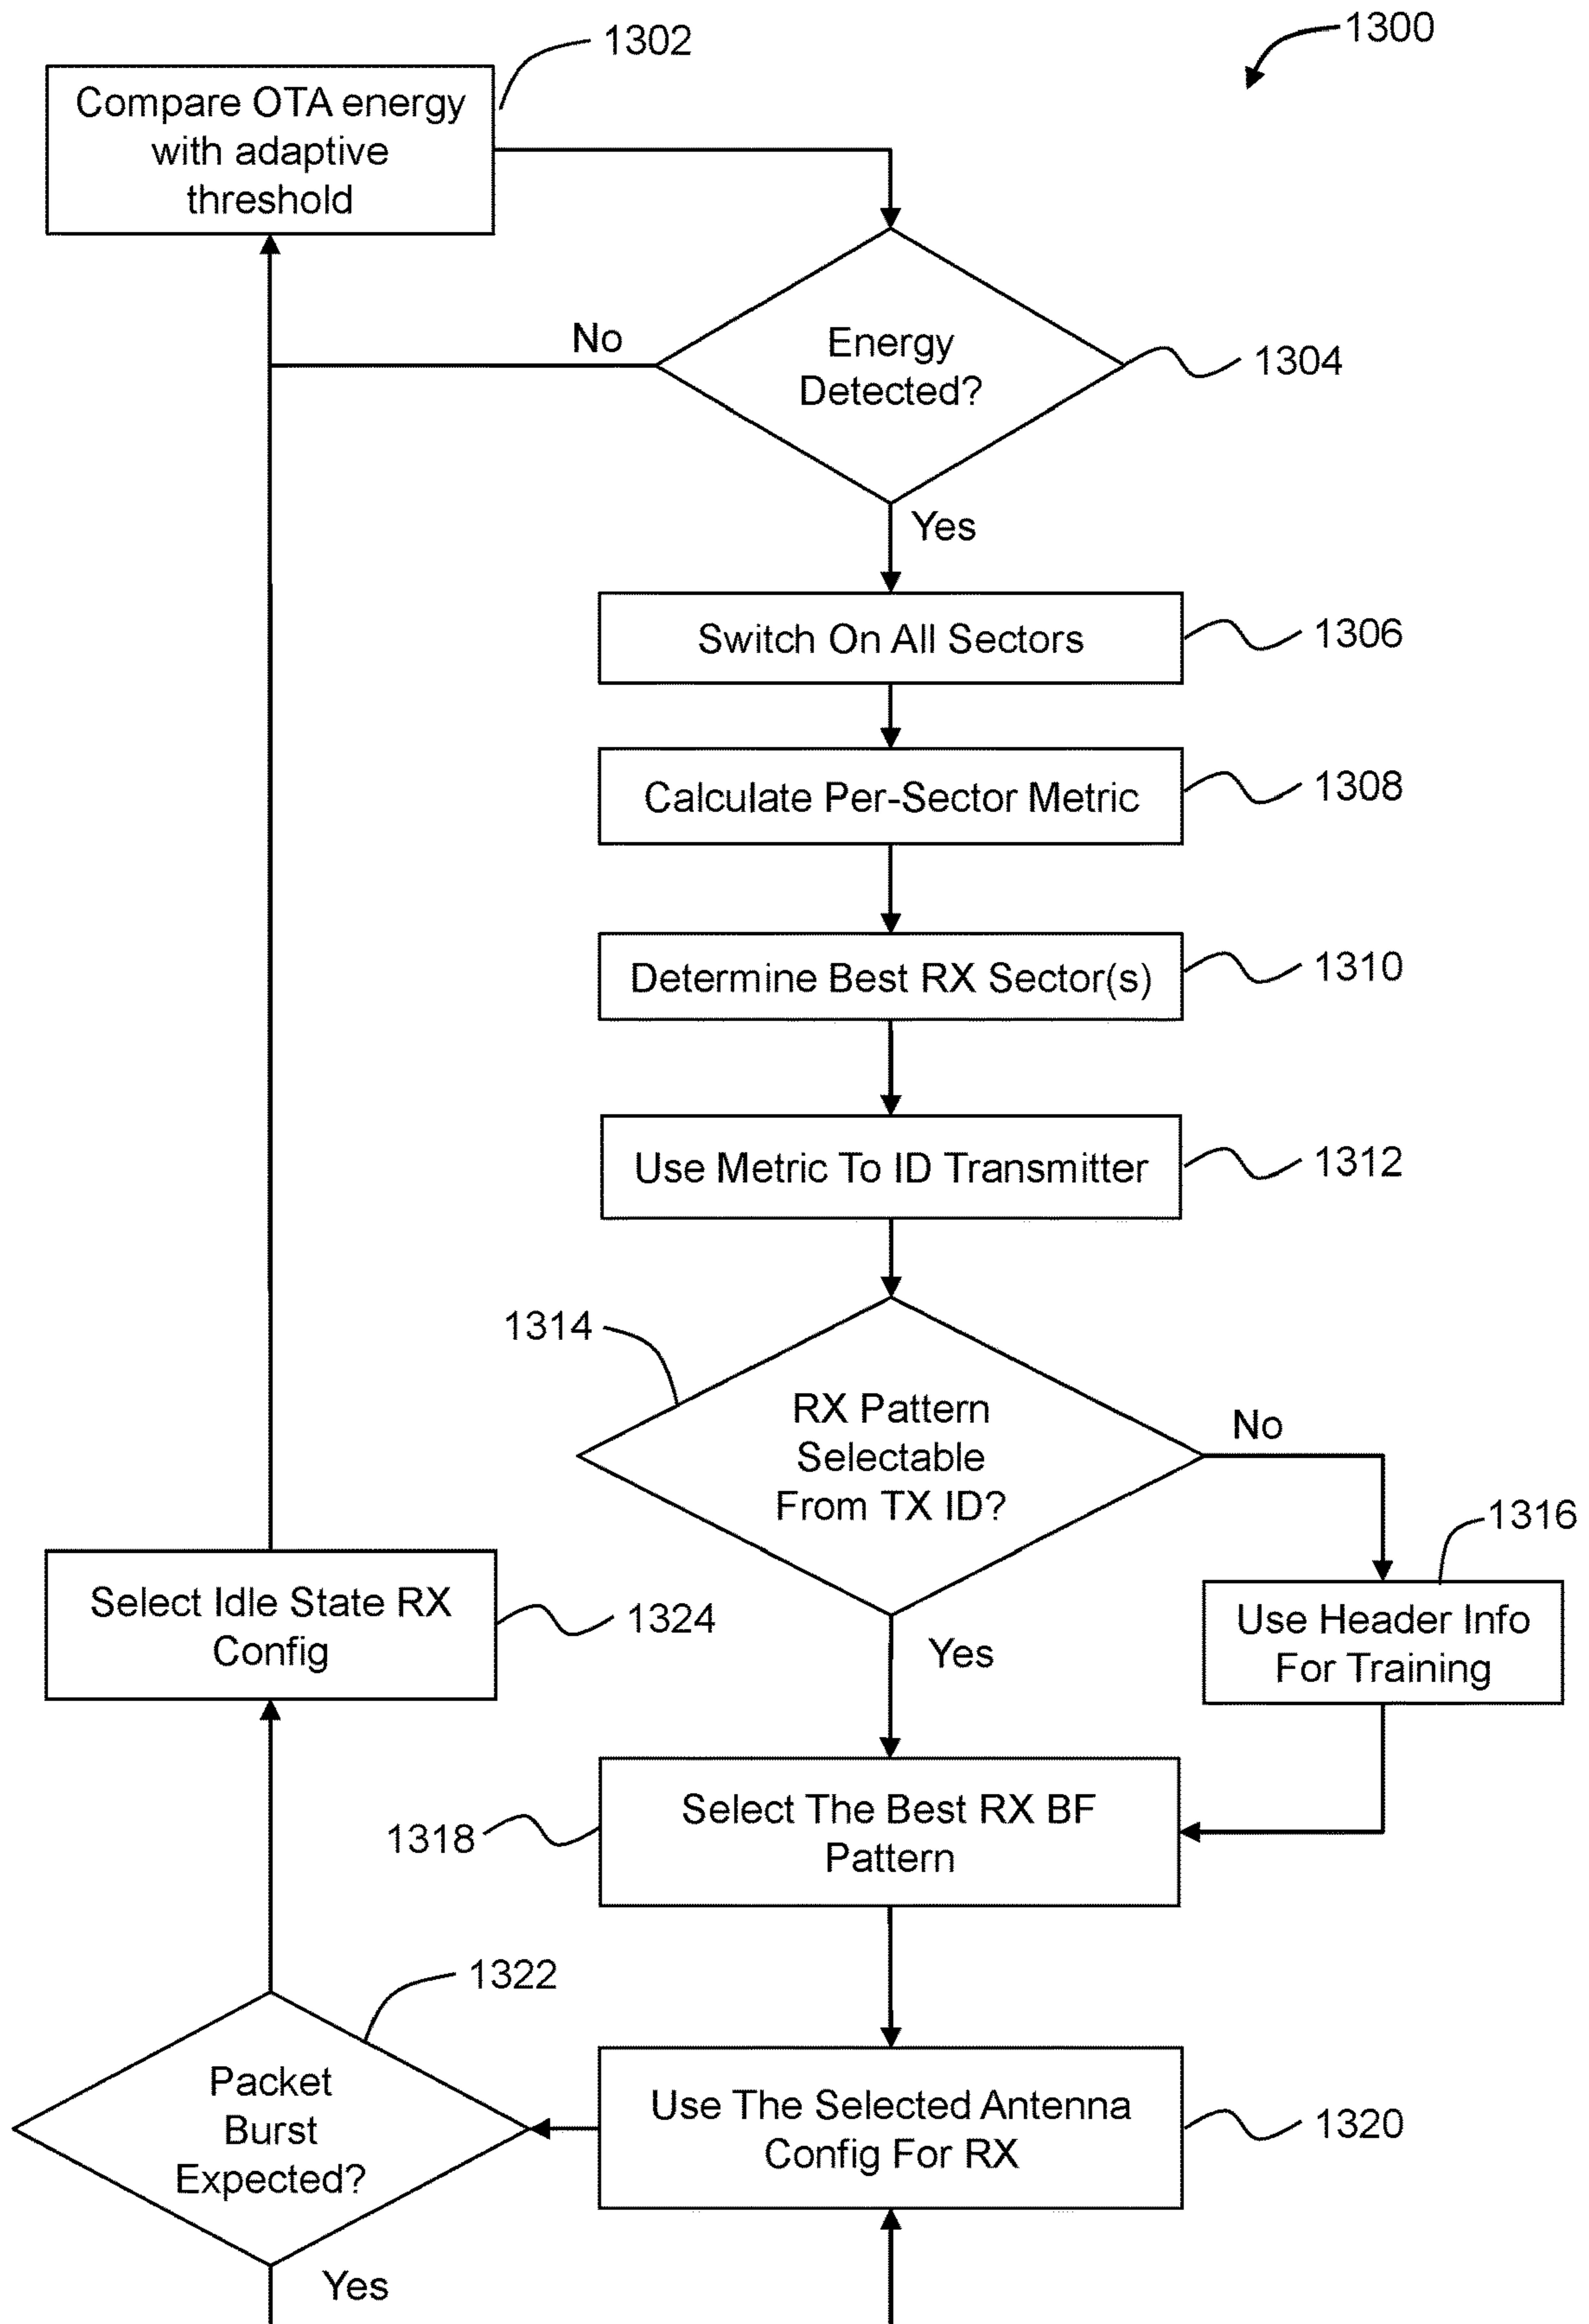 1300
1302
Compare OTA energy
with adaptive
threshold
No
Energy
Detected?
1304
Yes
Switch On All Sectors
1306
Calculate Per-Sector Metric
1308
Determine Best RX Sector(s)
1310
Use Metric To ID Transmitter
1312
1314
RX Pattern
Selectable
From TX ID?
No
1316
Use Header Info
For Training
Yes
Select Idle State RX
Config
1324
1318
Select The Best RX BF
Pattern
1322
Packet
Burst
Expected?
Use The Selected Antenna
Config For RX
1320
Yes